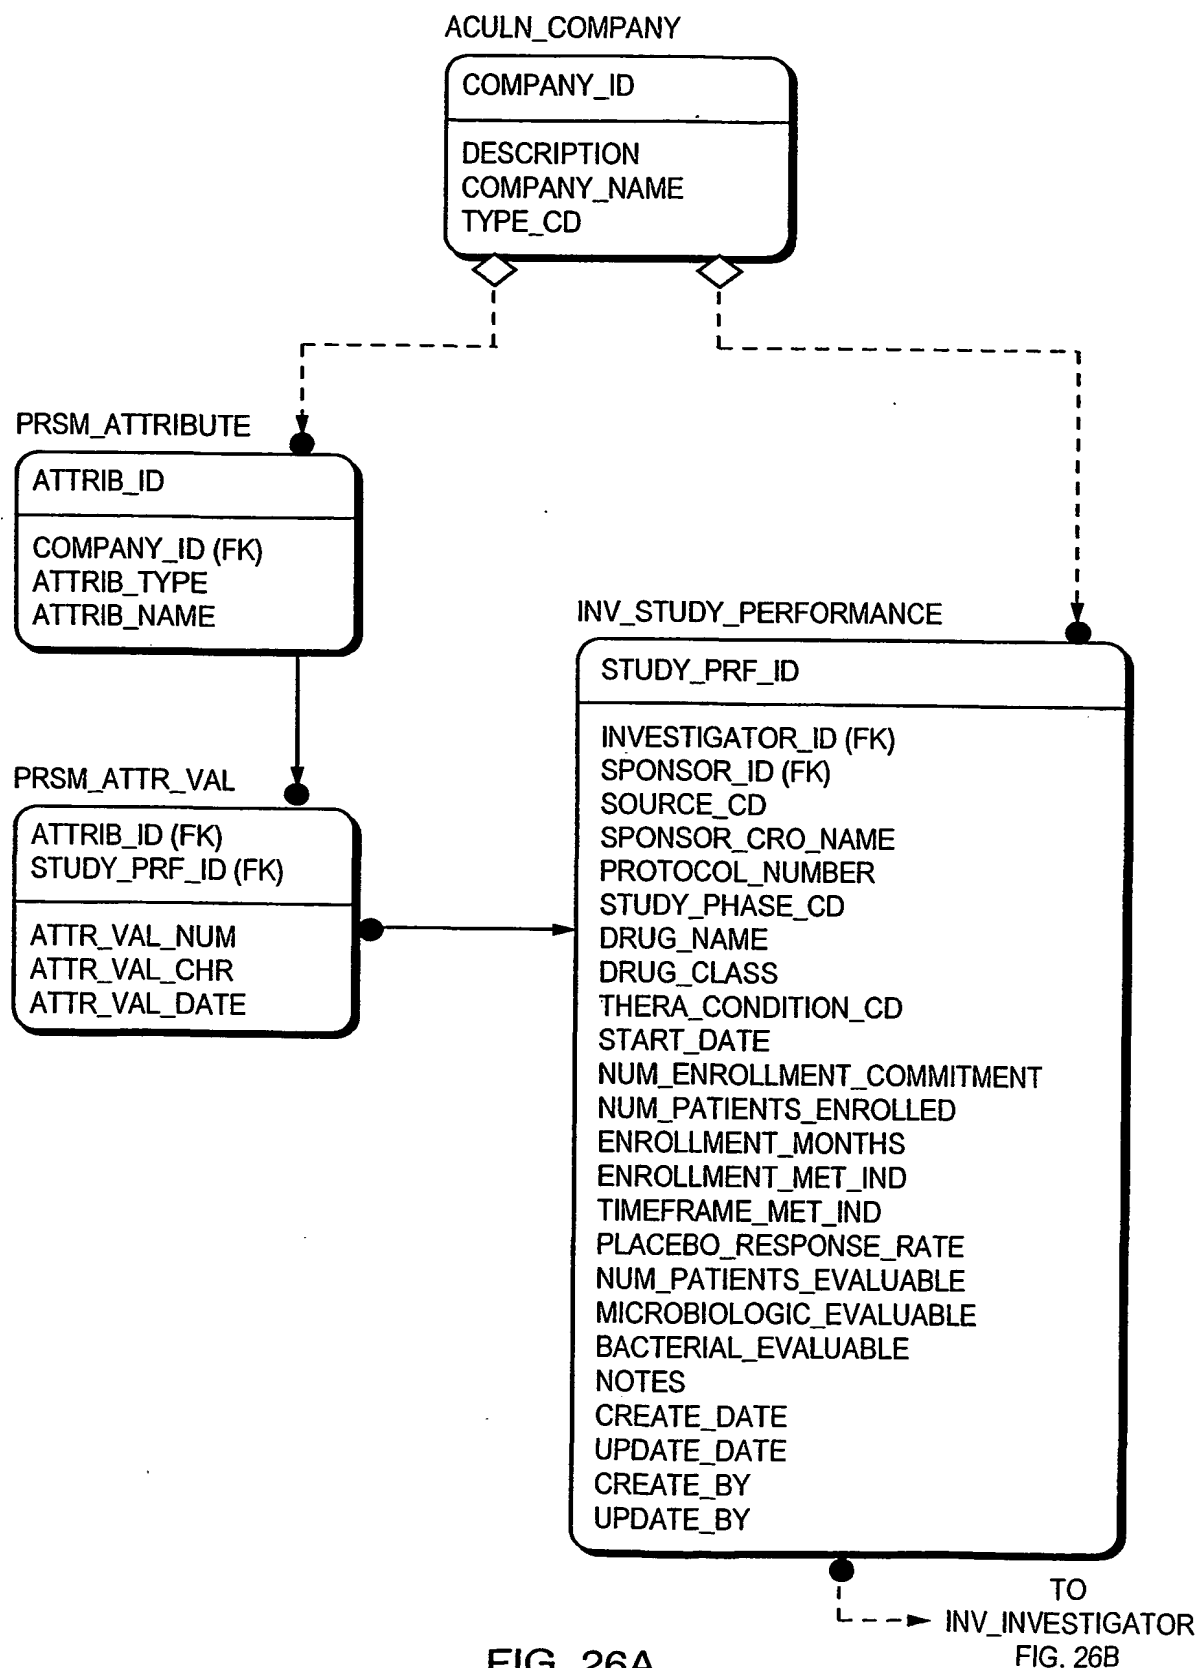 ACULN_COMPANY
COMPANY_ID
DESCRIPTION
COMPANY_NAME
TYPE_CD
PRSM_ATTRIBUTE
ATTRIB_ID
COMPANY_ID (FK)
ATTRIB_TYPE
ATTRIB_NAME
PRSM_ATTR_VAL
ATTRIB_ID (FK)
STUDY_PRF_ID (FK)
ATTR_VAL_NUM
ATTR_VAL_CHR
ATTR_VAL_DATE
INV_STUDY_PERFORMANCE
STUDY_PRF_ID
INVESTIGATOR_ID (FK)
SPONSOR_ID (FK)
SOURCE_CD
SPONSOR_CRO_NAME
PROTOCOL_NUMBER
STUDY_PHASE_CD
DRUG_NAME
DRUG_CLASS
THERA_CONDITION_CD
START_DATE
NUM_ENROLLMENT_COMMITMENT
NUM_PATIENTS_ENROLLED
ENROLLMENT_MONTHS
ENROLLMENT_MET_IND
TIMEFRAME_MET_IND
PLACEBO_RESPONSE_RATE
NUM_PATIENTS_EVALUABLE
MICROBIOLOGIC_EVALUABLE
BACTERIAL_EVALUABLE
NOTES
CREATE_DATE
UPDATE_DATE
CREATE_BY
UPDATE_BY
TO
INV_INVESTIGATOR
FIG. 26B
FIG. 26A